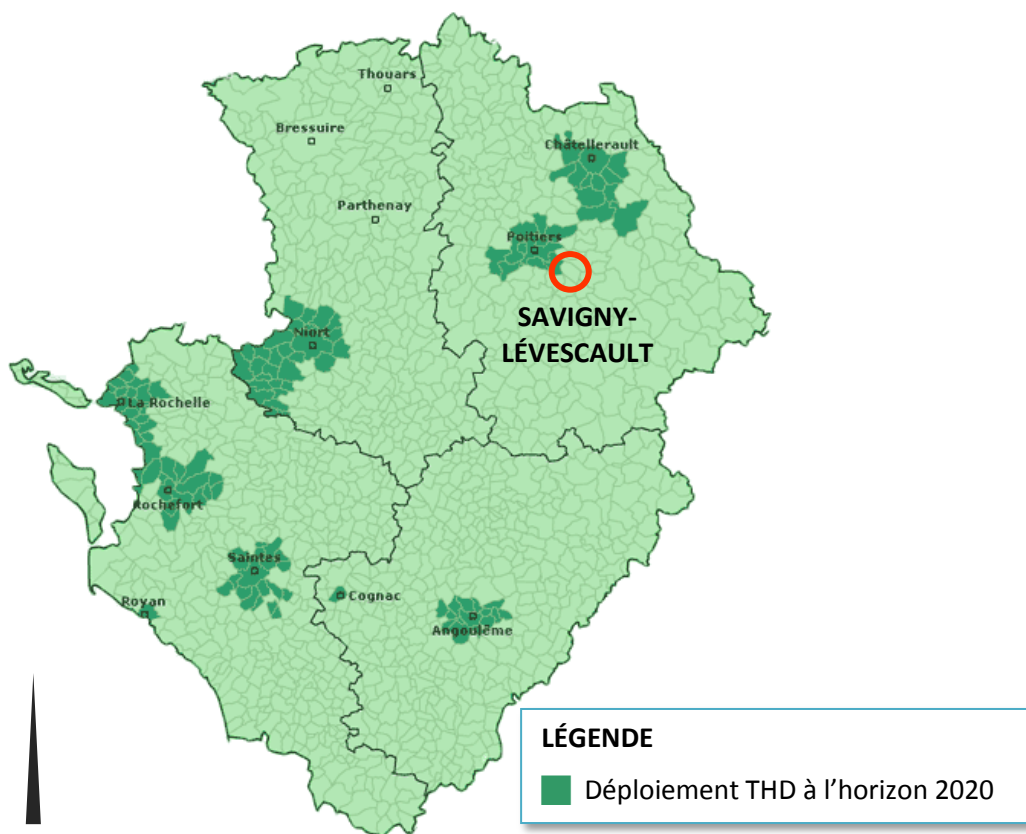 Thouars
Bressuire
Châtellerault
Parthenay
Poitiers
SAVIGNY-
LÉVESCAULT
Niort
La Rochelle
Rochefort
Saintes
Royan
Cognac
Angoulême
LÉGENDE
Déploiement THD à l'horizon 2020